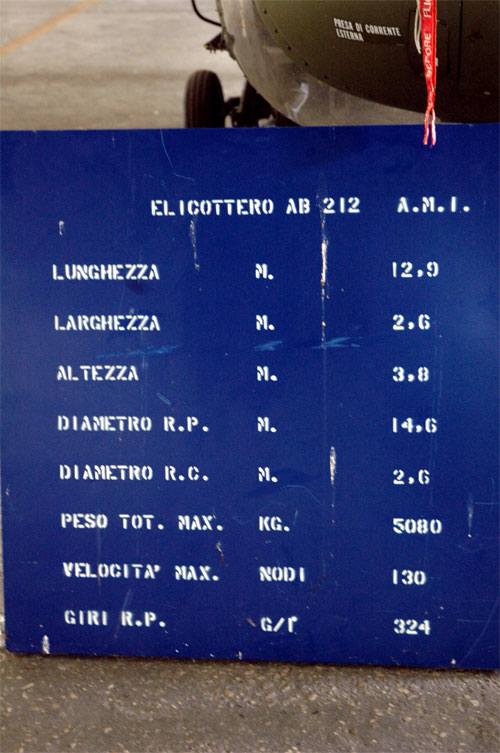 PRESA DI CORRENTE
ESTERNA
ELICOTTERO AB 212 A.M.I.
LUNGHEZZA M. 12,9
LARGHEZZA M. 2,6
ALTEZZA M. 3,8
DIAMETRO R.P. M. 14,6
DIAMETRO R.C. M. 2,6
PESO TOT. MAX. KG. 5080
VELOCITA' MAX. NODI 130
GIRI R.P. G/1' 324